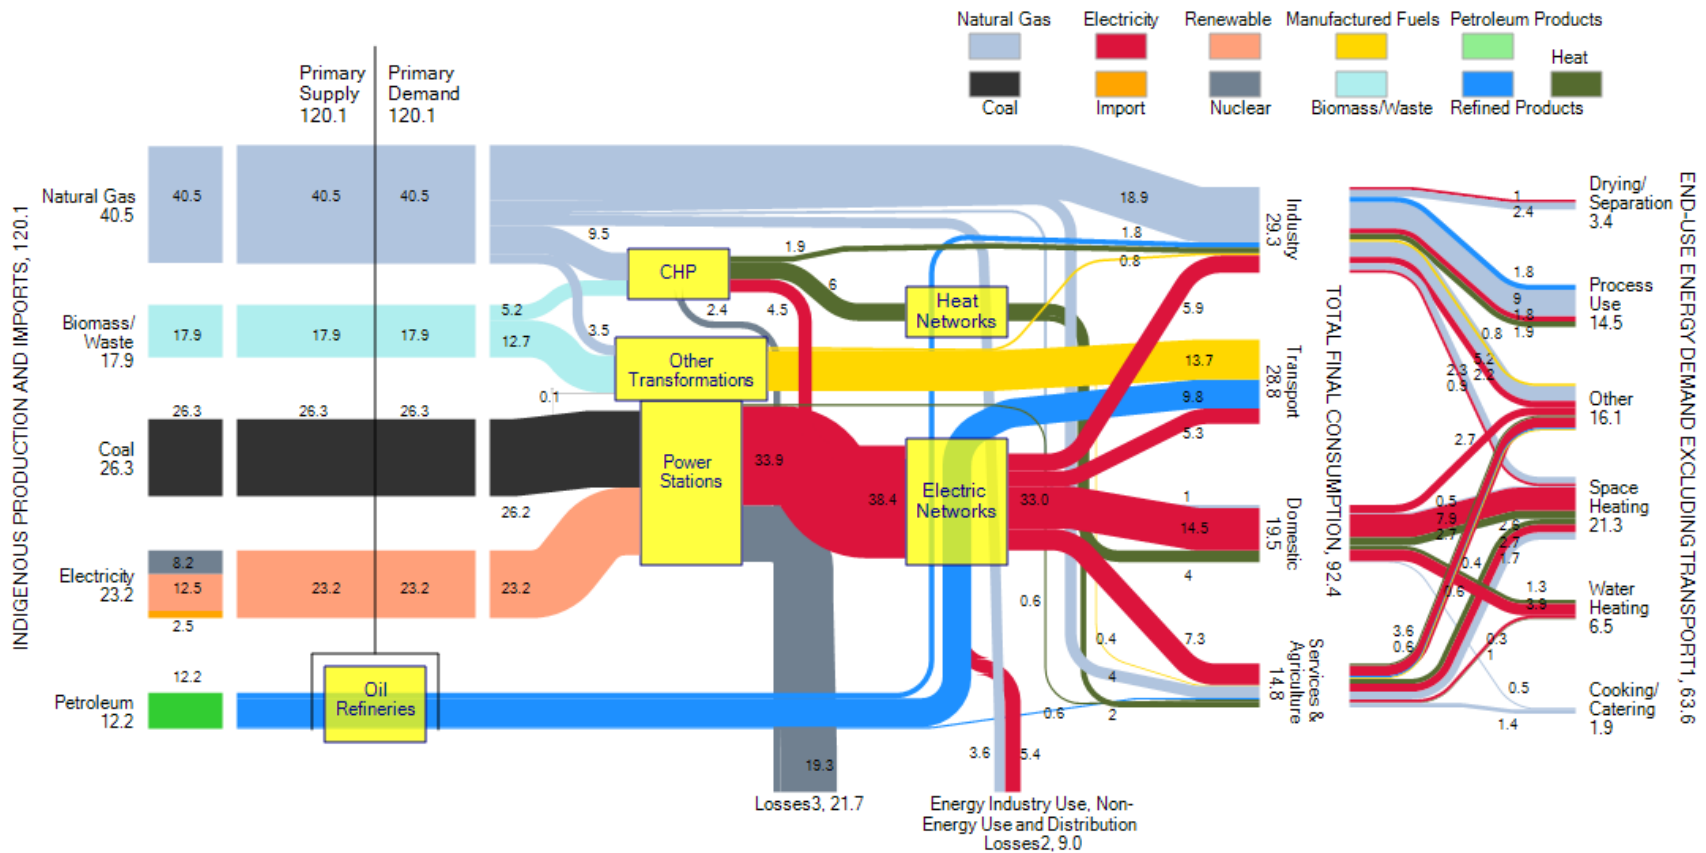 Natural Gas
Electricity
Renewable
Manufactured Fuels
Petroleum Products
Heat
Coal
Import
Nuclear
Biomass/Waste
Refined Products
Primary
Supply
120.1
Primary
Demand
120.1
INDIGENOUS PRODUCTION AND IMPORTS, 120.1
Natural Gas
40.5
40.5
40.5
40.5
Biomass/
Waste
17.9
17.9
17.9
17.9
Coal
26.3
26.3
26.3
26.3
Electricity
23.2
8.2
12.5
2.5
23.2
23.2
23.2
Petroleum
12.2
12.2
Oil
Refineries
9.5
5.2
12.7
3.5
0.1
26.2
CHP
Other
Transformations
Power
Stations
1.9
6
2.4
4.5
33.9
38.4
19.3
Losses3, 21.7
Heat
Networks
Electric
Networks
33.0
3.6
5.4
Energy Industry Use, Non-
Energy Use and Distribution
Losses2, 9.0
18.9
1.8
0.8
5.9
13.7
9.8
5.3
1
14.5
4
0.6
0.4
7.3
4
0.6
2
Industry
29.3
Transport
28.8
Domestic
19.5
Services &
Agriculture
14.8
TOTAL FINAL CONSUMPTION, 92.4
1
2.4
1.8
9
1.8
1.9
0.8
5.2
2.2
2.3
0.9
2.7
0.5
7.9
2.7
2.6
2.7
1.7
0.4
0.6
1.3
3.9
3.6
0.6
0.3
1
0.5
1.4
Drying/
Separation
3.4
Process
Use
14.5
Other
16.1
Space
Heating
21.3
Water
Heating
6.5
Cooking/
Catering
1.9
END-USE ENERGY DEMAND EXCLUDING TRANSPORT1, 63.6